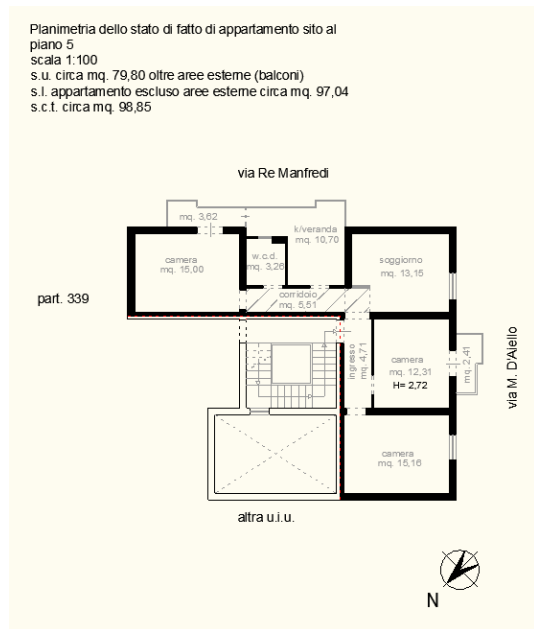 Planimetria dello stato di fatto di appartamento sito al
piano 5
scala 1:100
s.u. circa mq. 79,80 oltre aree esterne (balconi)
s.l. appartamento escluso aree esterne circa mq. 97,04
s.c.t. circa mq. 98,85
via Re Manfredi
mq. 3,62
k/veranda
mq. 10,70
w.c.d.
mq. 3,26
camera
mq. 15,00
soggiorno
mq. 13,15
part. 339
corridoio
mq. 5,51
ingresso
mq. 4,71
camera
mq. 12,31
H= 2,72
mq. 2,41
via M. D'Aiello
camera
mq. 15,16
altra u.i.u.
N